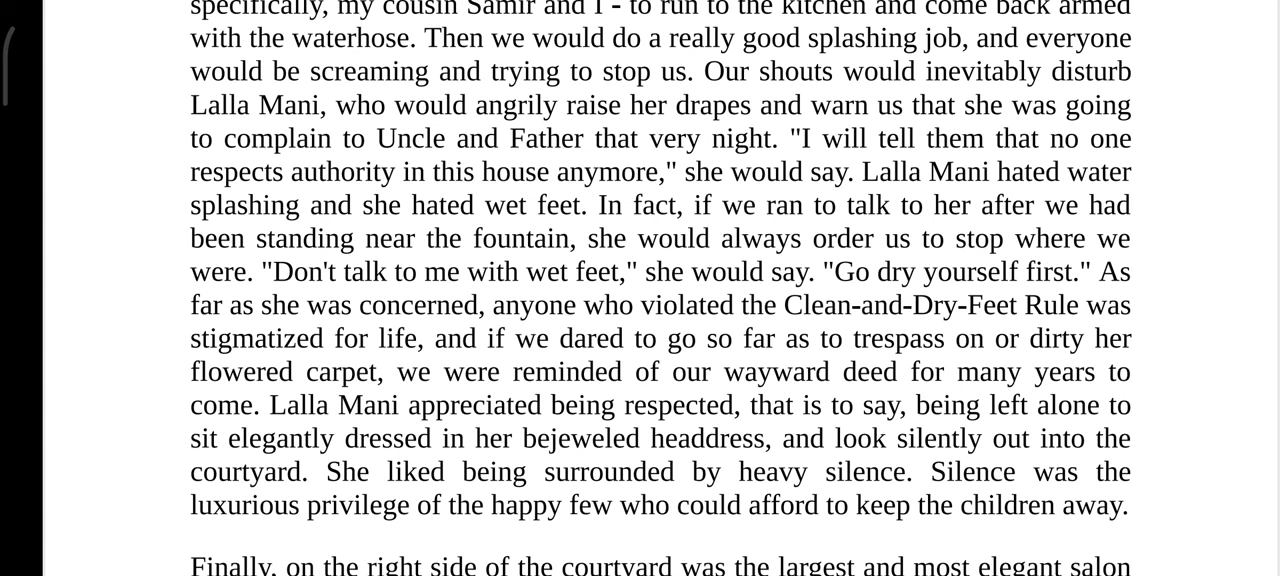 specifically, my cousin Samir and I - to run to the kitchen and come back armed
with the waterhose. Then we would do a really good splashing job, and everyone
would be screaming and trying to stop us. Our shouts would inevitably disturb
Lalla Mani, who would angrily raise her drapes and warn us that she was going
to complain to Uncle and Father that very night. "I will tell them that no one
respects authority in this house anymore," she would say. Lalla Mani hated water
splashing and she hated wet feet. In fact, if we ran to talk to her after we had
been standing near the fountain, she would always order us to stop where we
were. "Don't talk to me with wet feet," she would say. "Go dry yourself first." As
far as she was concerned, anyone who violated the Clean-and-Dry-Feet Rule was
stigmatized for life, and if we dared to go so far as to trespass on or dirty her
flowered carpet, we were reminded of our wayward deed for many years to
come. Lalla Mani appreciated being respected, that is to say, being left alone to
sit elegantly dressed in her bejeweled headdress, and look silently out into the
courtyard. She liked being surrounded by heavy silence. Silence was the
luxurious privilege of the happy few who could afford to keep the children away.
Finally, on the right side of the courtyard was the largest and most elegant salon